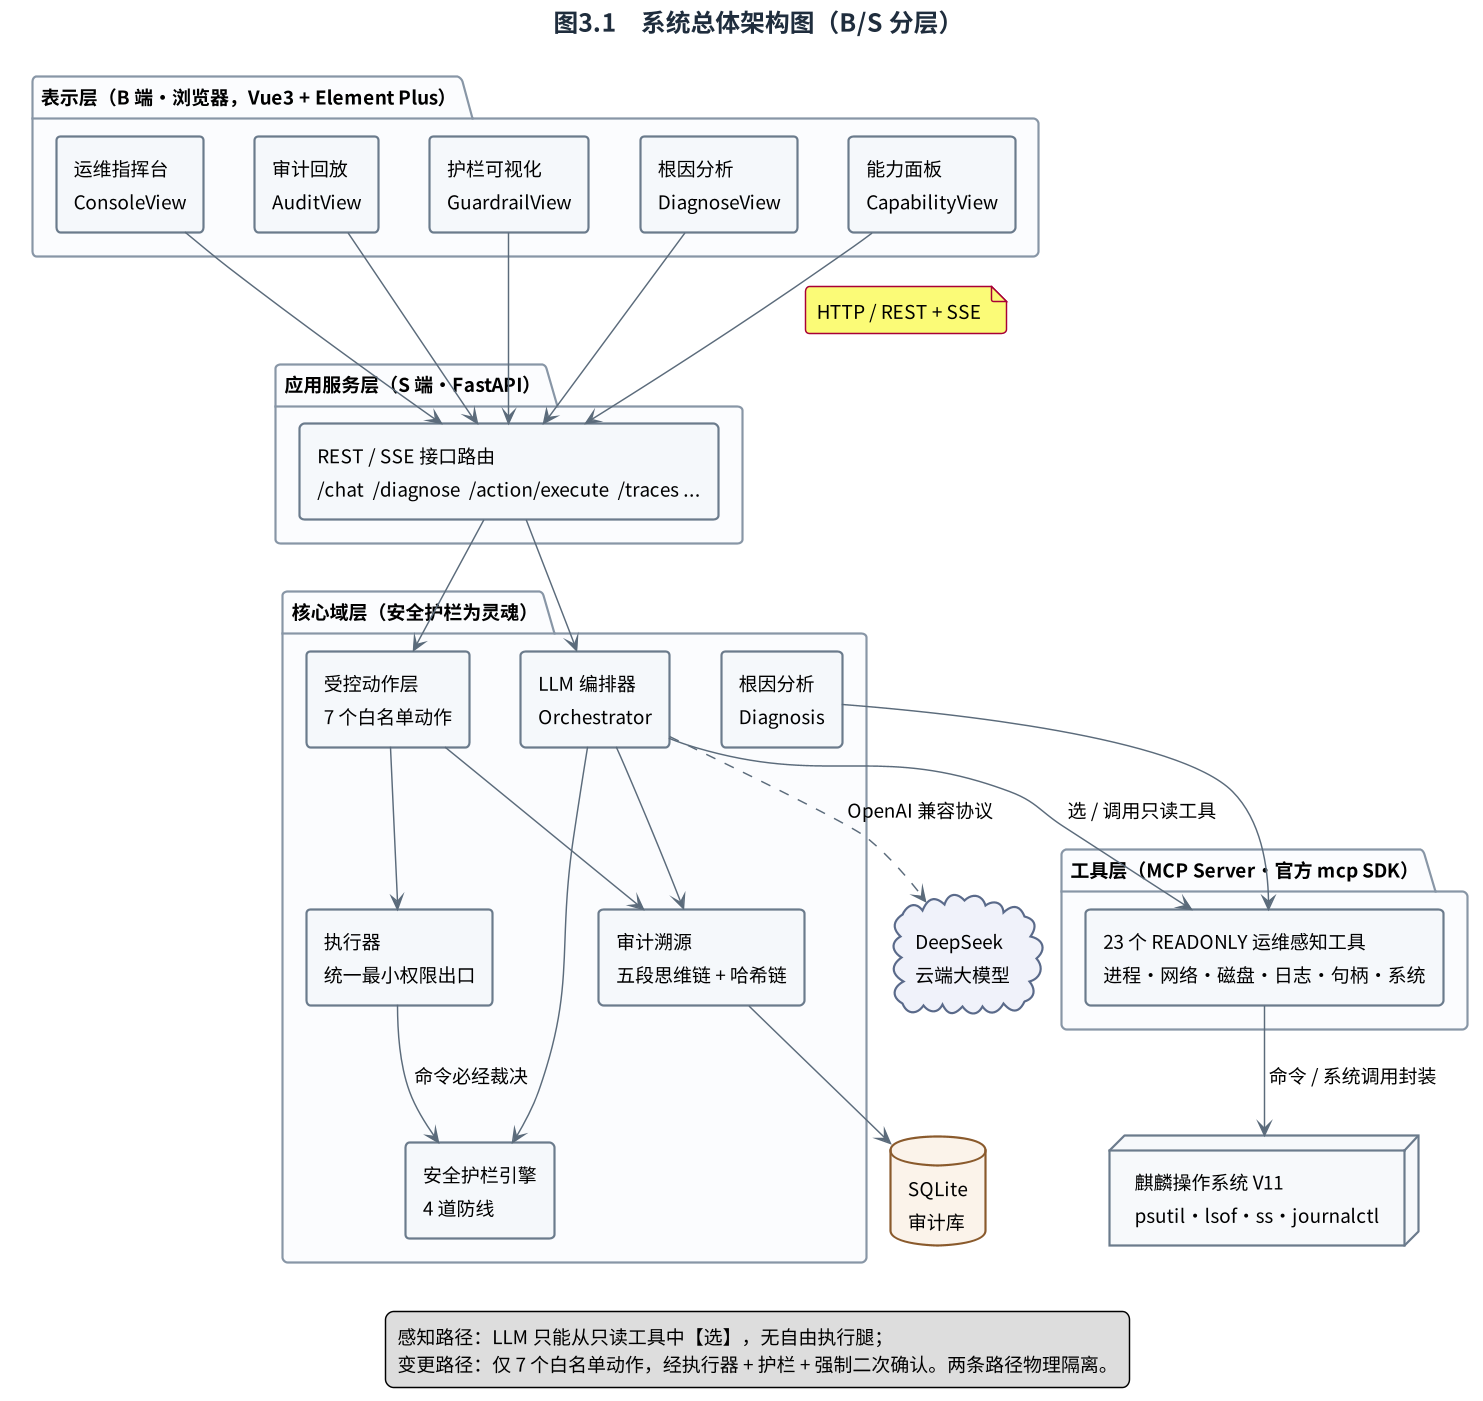 图3.1　系统总体架构图（B/S 分层）
表示层（B 端・浏览器，Vue3 + Element Plus）
运维指挥台
ConsoleView
审计回放
AuditView
护栏可视化
GuardrailView
根因分析
DiagnoseView
能力面板
CapabilityView
HTTP / REST + SSE
应用服务层（S 端・FastAPI）
REST / SSE 接口路由
/chat /diagnose /action/execute /traces ...
核心域层（安全护栏为灵魂）
受控动作层
7 个白名单动作
LLM 编排器
Orchestrator
根因分析
Diagnosis
OpenAI 兼容协议
选 / 调用只读工具
工具层（MCP Server・官方 mcp SDK）
执行器
统一最小权限出口
审计溯源
五段思维链 + 哈希链
DeepSeek
云端大模型
23 个 READONLY 运维感知工具
进程・网络・磁盘・日志・句柄・系统
命令必经裁决
命令 / 系统调用封装
安全护栏引擎
4 道防线
SQLite
审计库
麒麟操作系统 V11
psutil・lsof・ss・journalctl
感知路径：LLM 只能从只读工具中【选】，无自由执行腿；
变更路径：仅 7 个白名单动作，经执行器 + 护栏 + 强制二次确认。两条路径物理隔离。